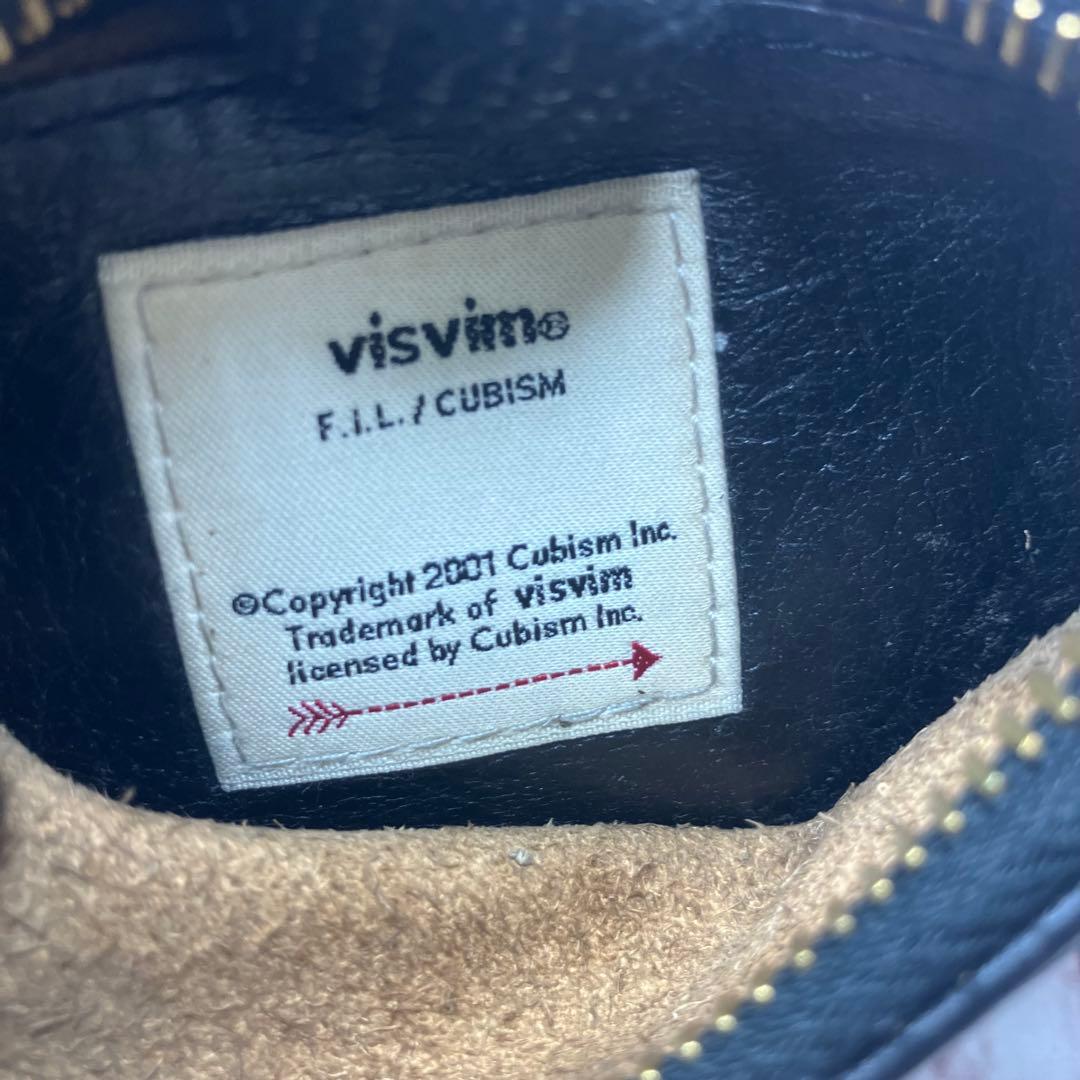 visvim®
F.I.L. / CUBISM
©Copyright 2001 Cubism Inc.
Trademark of visvim
licensed by Cubism Inc.